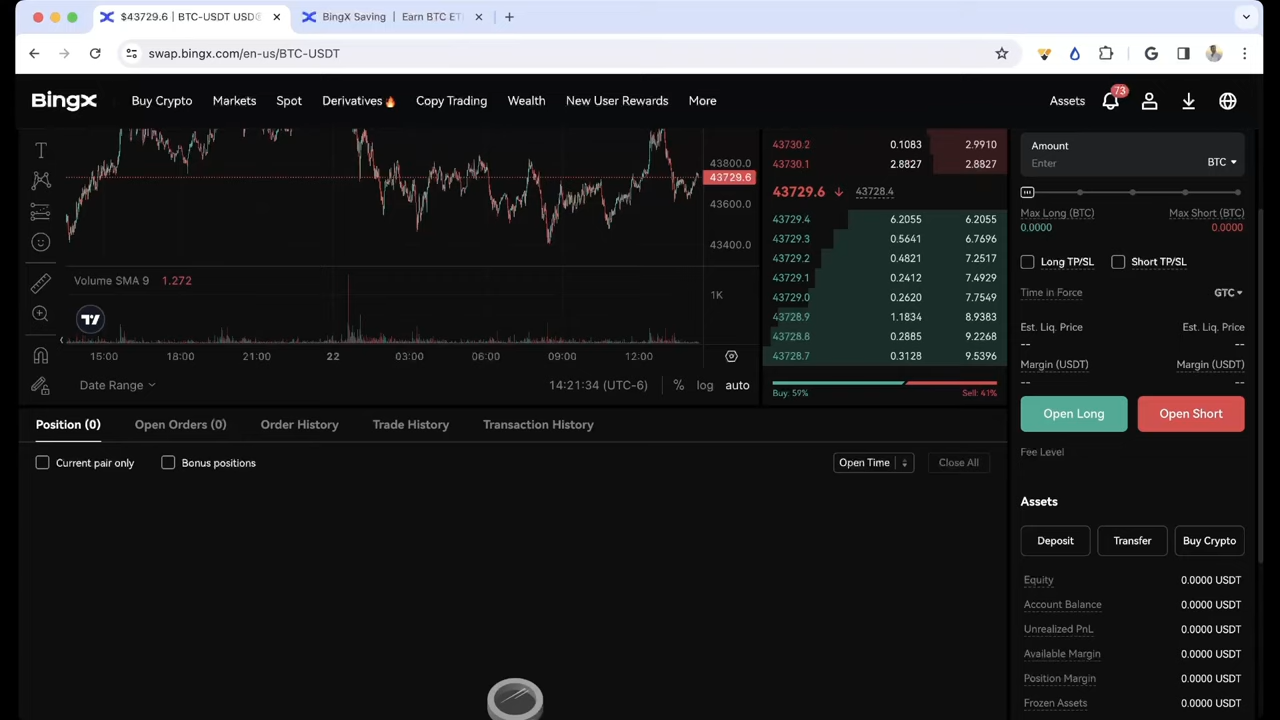 $43729.6 | BTC-USDT USD
BingX Saving | Earn BTC ET
swap.bingx.com/en-us/BTC-USDT
BingX
Buy Crypto
Markets
Spot
Derivatives
Copy Trading
Wealth
New User Rewards
More
Assets
73
43800.0
43729.6
43600.0
43400.0
Volume SMA 9 1.272
1K
15:00 18:00 21:00 22 03:00 06:00 09:00 12:00
Date Range
14:21:34 (UTC-6)
%
log
auto
43730.2 0.1083 2.9910
43730.1 2.8827 2.8827
43729.6 ↓ 43728.4
43729.4 6.2055 6.2055
43729.3 0.5641 6.7696
43729.2 0.4821 7.2517
43729.1 0.2412 7.4929
43729.0 0.2620 7.7549
43728.9 1.1834 8.9383
43728.8 0.2885 9.2268
43728.7 0.3128 9.5396
Buy: 59% Sell: 41%
Amount
Enter
BTC
Max Long (BTC) Max Short (BTC)
0.0000 0.0000
Long TP/SL Short TP/SL
Time in Force GTC
Est. Liq. Price Est. Liq. Price
-- --
Margin (USDT) Margin (USDT)
-- --
Open Long Open Short
Fee Level
Assets
Deposit Transfer Buy Crypto
Equity 0.0000 USDT
Account Balance 0.0000 USDT
Unrealized PnL 0.0000 USDT
Available Margin 0.0000 USDT
Position Margin 0.0000 USDT
Frozen Assets 0.0000 USDT
Position (0)
Open Orders (0)
Order History
Trade History
Transaction History
Current pair only
Bonus positions
Open Time
Close All